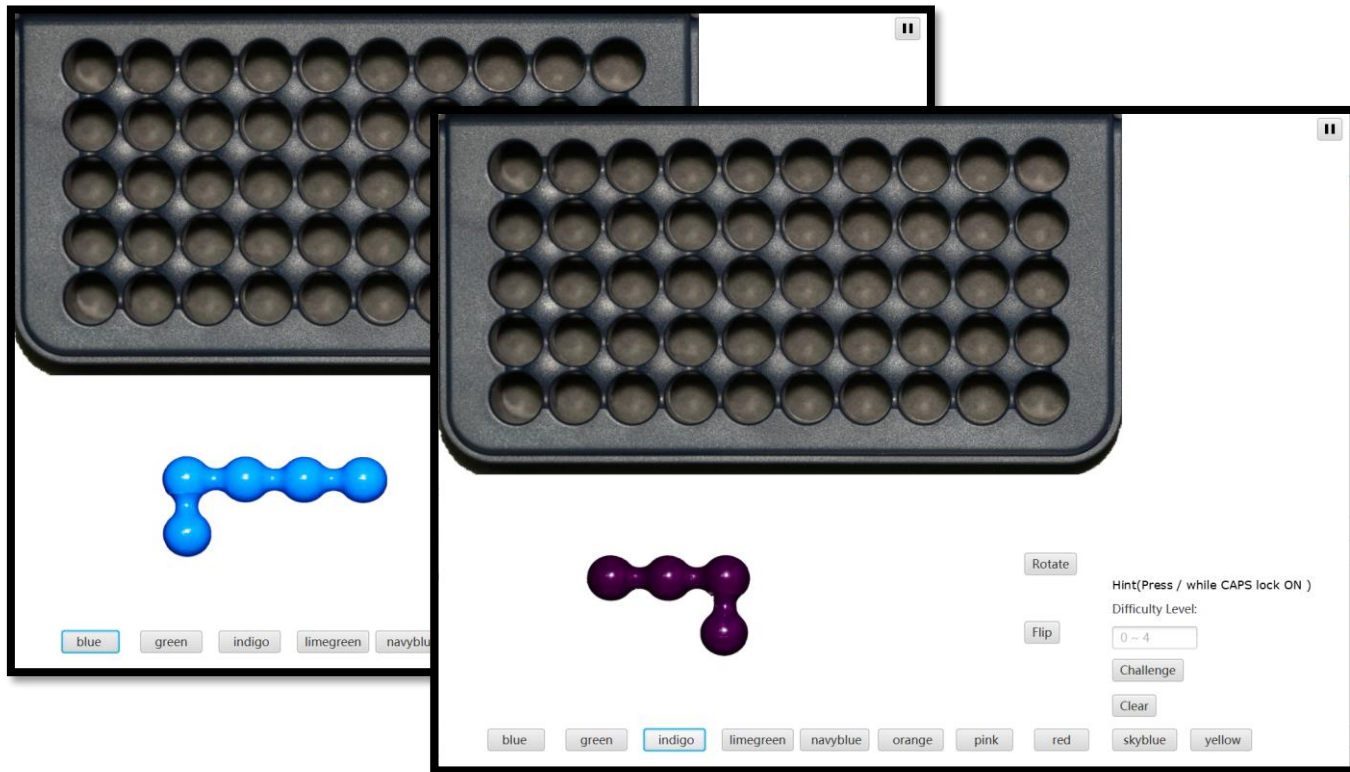 blue green indigo limegreen navyblu
Rotate
Hint(Press / while CAPS lock ON )
Difficulty Level:
Flip
0 ~ 4
Challenge
Clear
blue green indigo limegreen navyblue orange pink red skyblue yellow